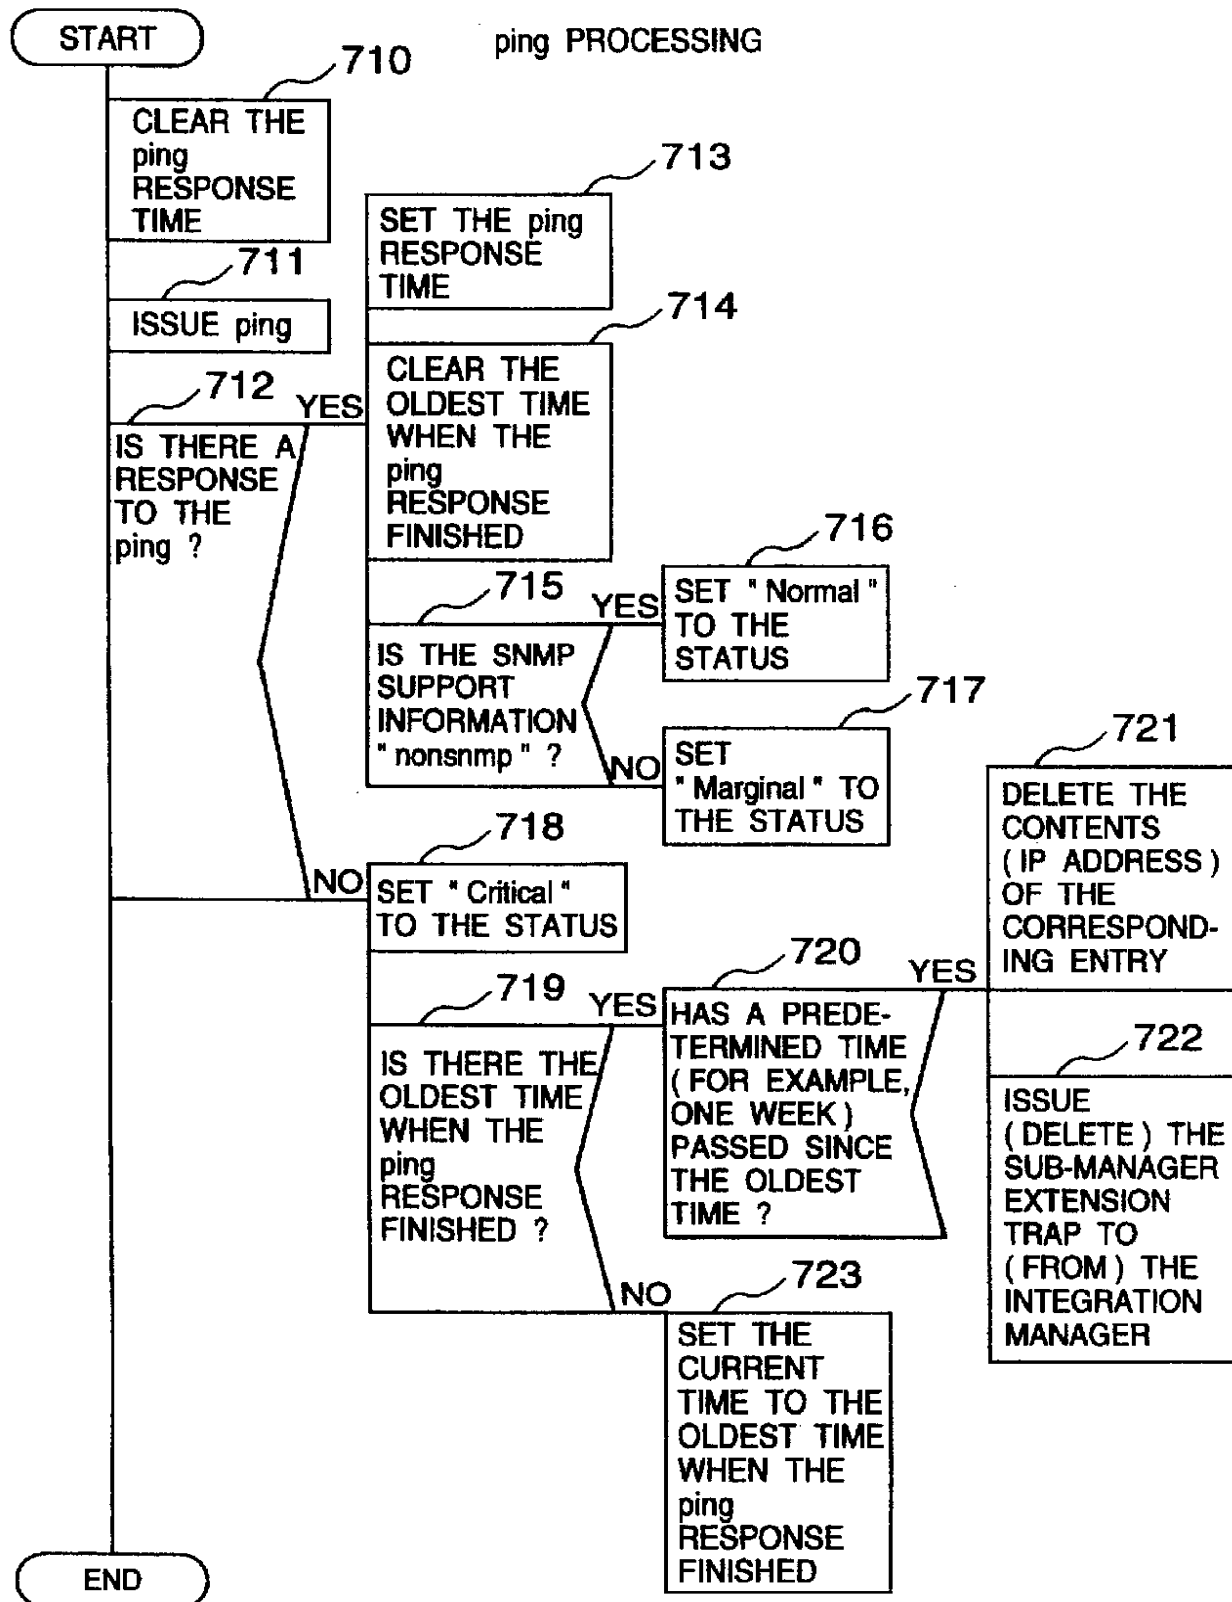 START
ping PROCESSING
710
CLEAR THE
ping
RESPONSE
TIME
711
ISSUE ping
712
IS THERE A
RESPONSE
TO THE
ping ?
YES
713
SET THE ping
RESPONSE
TIME
714
CLEAR THE
OLDEST TIME
WHEN THE
ping
RESPONSE
FINISHED
715
IS THE SNMP
SUPPORT
INFORMATION
" nonsnmp " ?
YES
716
SET " Normal "
TO THE
STATUS
NO
717
SET
" Marginal " TO
THE STATUS
NO
718
SET " Critical "
TO THE STATUS
719
IS THERE THE
OLDEST TIME
WHEN THE
ping
RESPONSE
FINISHED ?
YES
720
HAS A PREDE-
TERMINED TIME
( FOR EXAMPLE,
ONE WEEK )
PASSED SINCE
THE OLDEST
TIME ?
YES
721
DELETE THE
CONTENTS
( IP ADDRESS )
OF THE
CORRESPOND-
ING ENTRY
722
ISSUE
( DELETE ) THE
SUB-MANAGER
EXTENSION
TRAP TO
( FROM ) THE
INTEGRATION
MANAGER
NO
723
SET THE
CURRENT
TIME TO THE
OLDEST TIME
WHEN THE
ping
RESPONSE
FINISHED
END